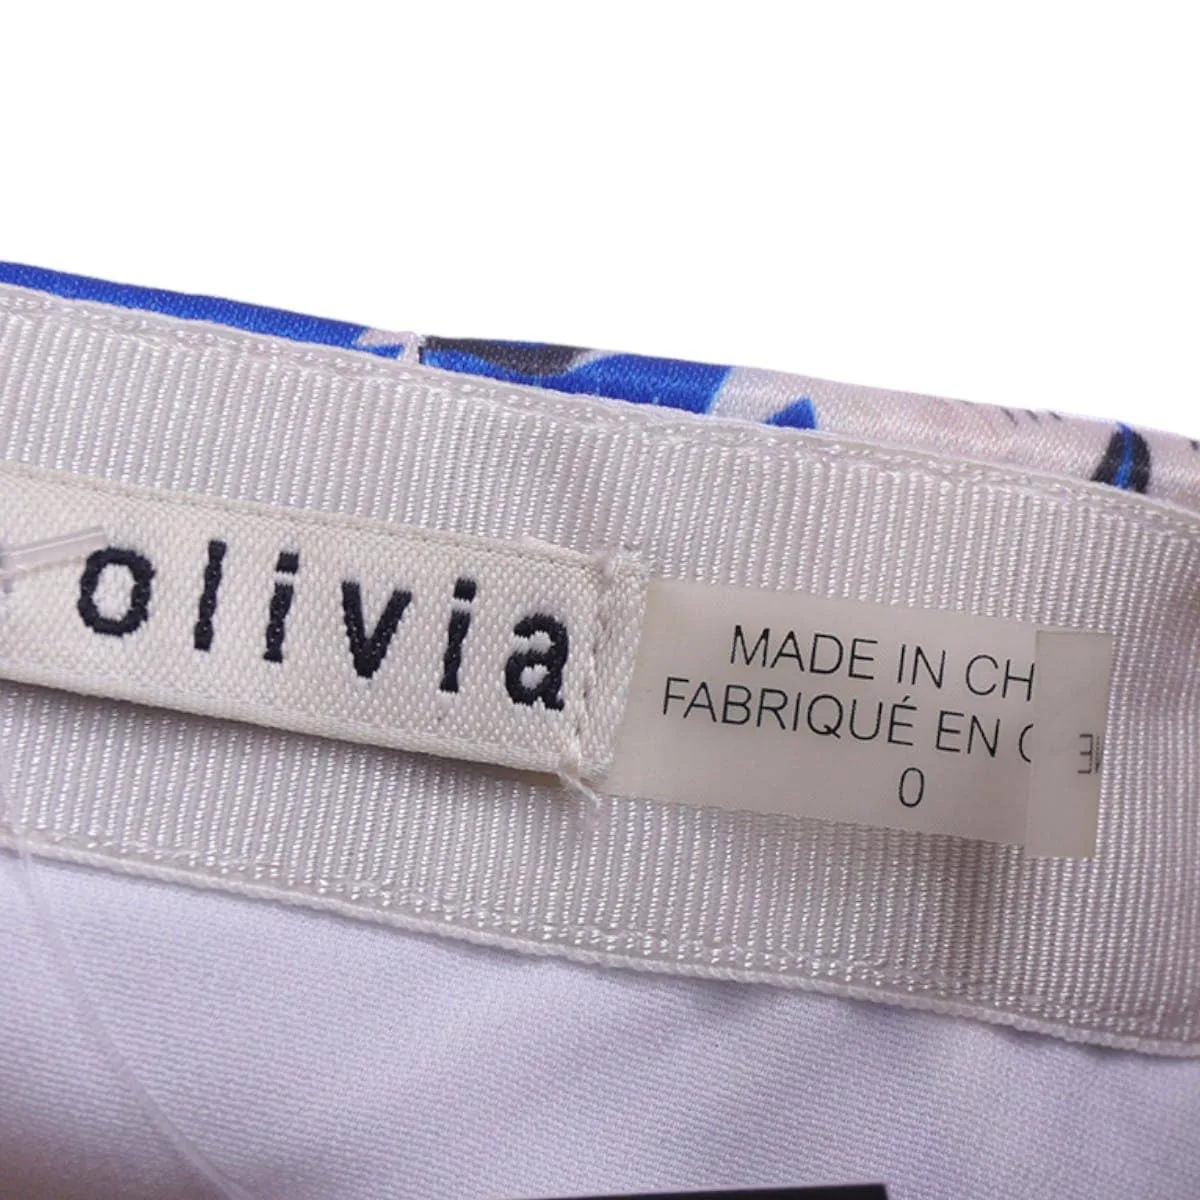 olivia
MADE IN CH
FABRIQUÉ EN C
0